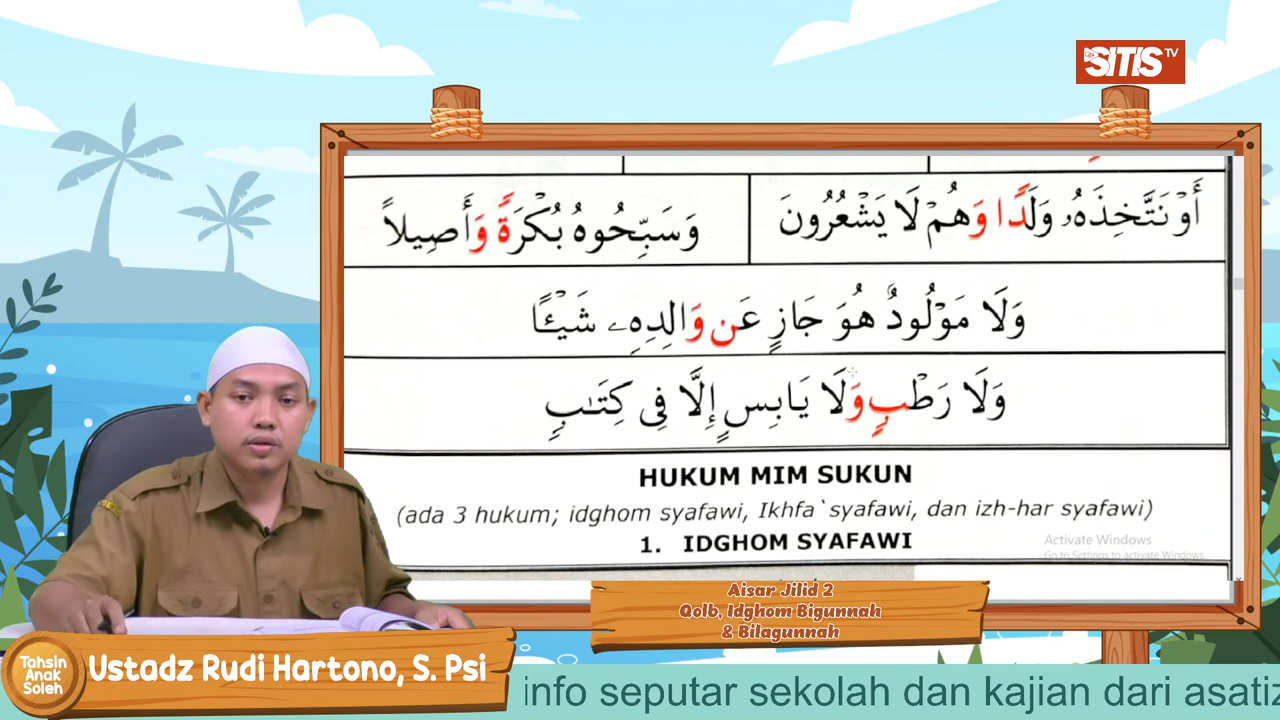 SITIS TV
أَوْ نَتَّخِذَهُۥ وَلَدًا وَهُمْ لَا يَشْعُرُونَ
وَسَبِّحُوهُ بُكْرَةً وَأَصِيلاً
وَلَا مَوْلُودٌ هُوَ جَازٍ عَن وَالِدِهِۦ شَيْـًٔا
وَلَا رَطْبٍ وَلَا يَابِسٍ إِلَّا فِى كِتَـٰبٍ
HUKUM MIM SUKUN
(ada 3 hukum; idghom syafawi, Ikhfa`syafawi, dan izh-har syafawi)
1. IDGHOM SYAFAWI
Activate Windows
Go to Settings to activate Windows.
Aisar Jilid 2
Qolb, Idghom Bigunnah
& Bilagunnah
Tahsin
Anak
Soleh
Ustadz Rudi Hartono, S. Psi
info seputar sekolah dan kajian dari asatiz